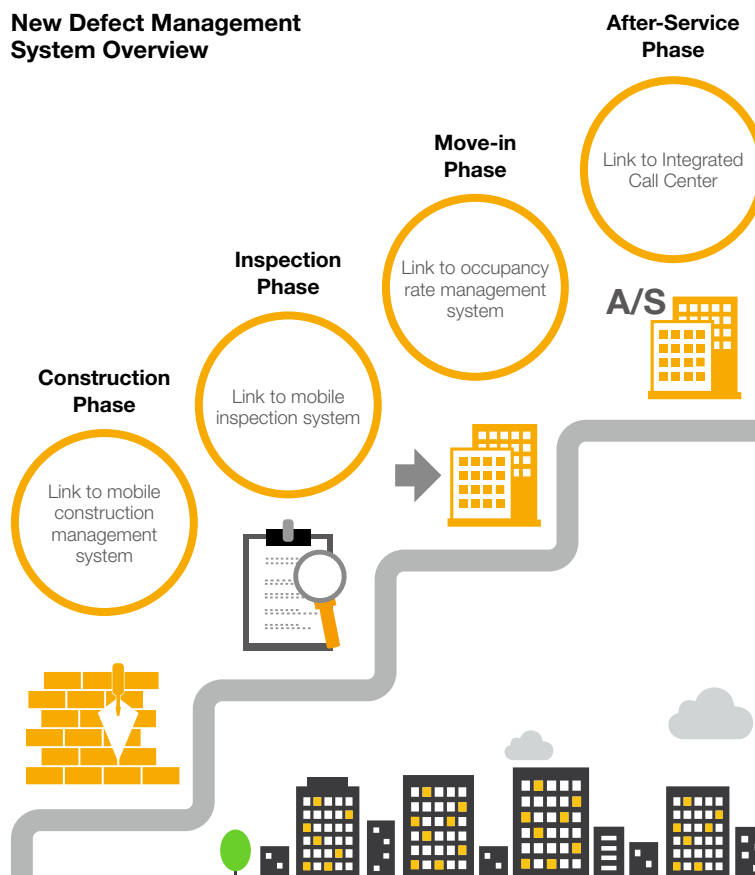 New Defect Management
System Overview
After-Service
Phase
Link to Integrated
Call Center
A/S
Move-in
Phase
Link to occupancy
rate management
system
Inspection
Phase
Link to mobile
inspection system
Construction
Phase
Link to mobile
construction
management
system